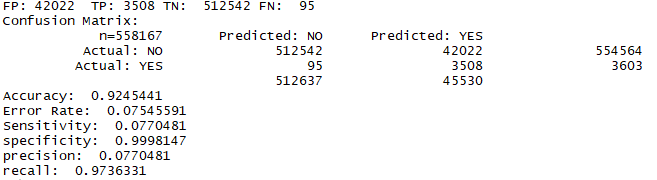 FP: 42022 TP: 3508 TN: 512542 FN: 95
Confusion Matrix:
n=558167 Predicted: NO Predicted: YES
Actual: NO 512542 42022 554564
Actual: YES 95 3508 3603
512637 45530
Accuracy: 0.9245441
Error Rate: 0.07545591
Sensitivity: 0.0770481
specificity: 0.9998147
precision: 0.0770481
recall: 0.9736331